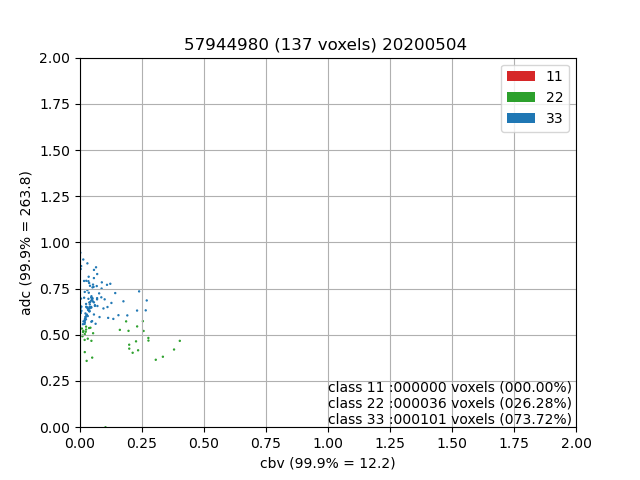 57944980 (137 voxels) 20200504
2.00
1.75
1.50
1.25
1.00
0.75
0.50
0.25
0.00
adc (99.9% = 263.8)
11
22
33
class 11 :000000 voxels (000.00%)
class 22 :000036 voxels (026.28%)
class 33 :000101 voxels (073.72%)
0.00 0.25 0.50 0.75 1.00 1.25 1.50 1.75 2.00
cbv (99.9% = 12.2)